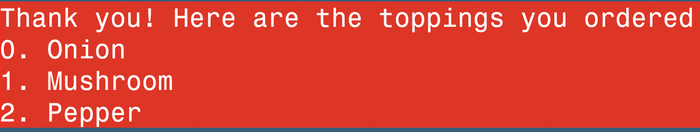 Thank you! Here are the toppings you ordered
0. Onion
1. Mushroom
2. Pepper